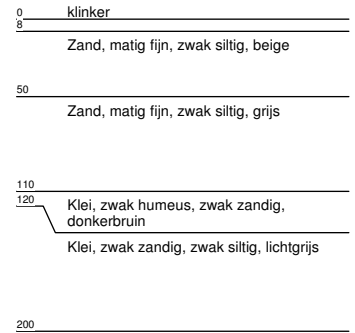 0 klinker
8
Zand, matig fijn, zwak siltig, beige
50
Zand, matig fijn, zwak siltig, grijs
110
120 Klei, zwak humeus, zwak zandig,
donkerbruin
Klei, zwak zandig, zwak siltig, lichtgrijs
200